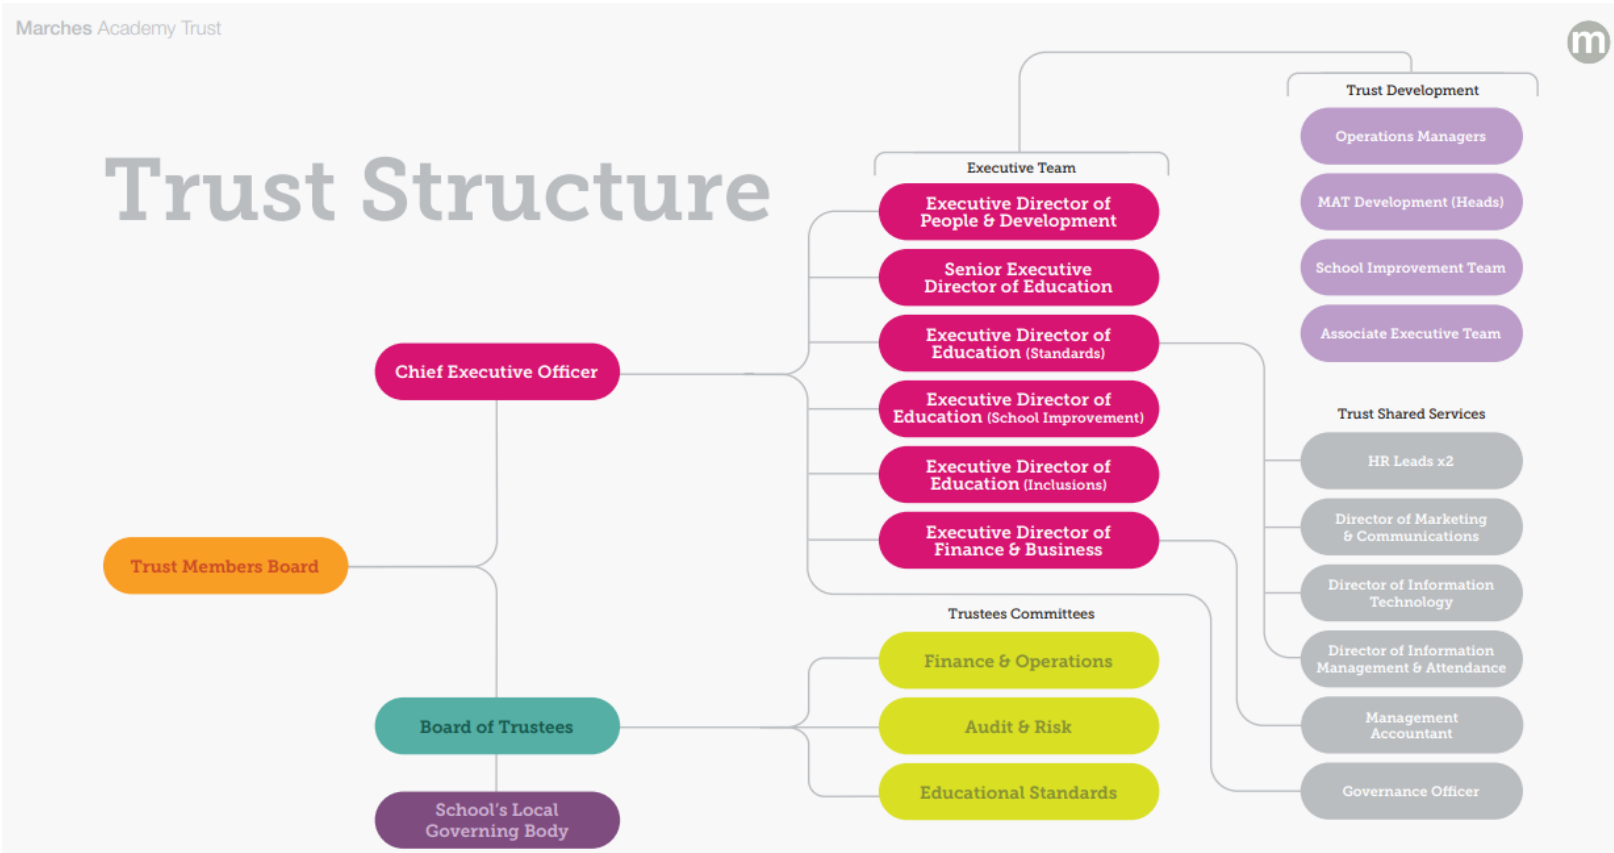 Marches Academy Trust
m
Trust Structure
Trust Development
Operations Managers
MAT Development (Heads)
School Improvement Team
Associate Executive Team
Executive Team
Executive Director of
People & Development
Senior Executive
Director of Education
Executive Director of
Education (Standards)
Executive Director of
Education (School Improvement)
Executive Director of
Education (Inclusions)
Executive Director of
Finance & Business
Chief Executive Officer
Trust Members Board
Board of Trustees
School's Local
Governing Body
Trustees Committees
Finance & Operations
Audit & Risk
Educational Standards
Trust Shared Services
HR Leads x2
Director of Marketing
& Communications
Director of Information
Technology
Director of Information
Management & Attendance
Management
Accountant
Governance Officer